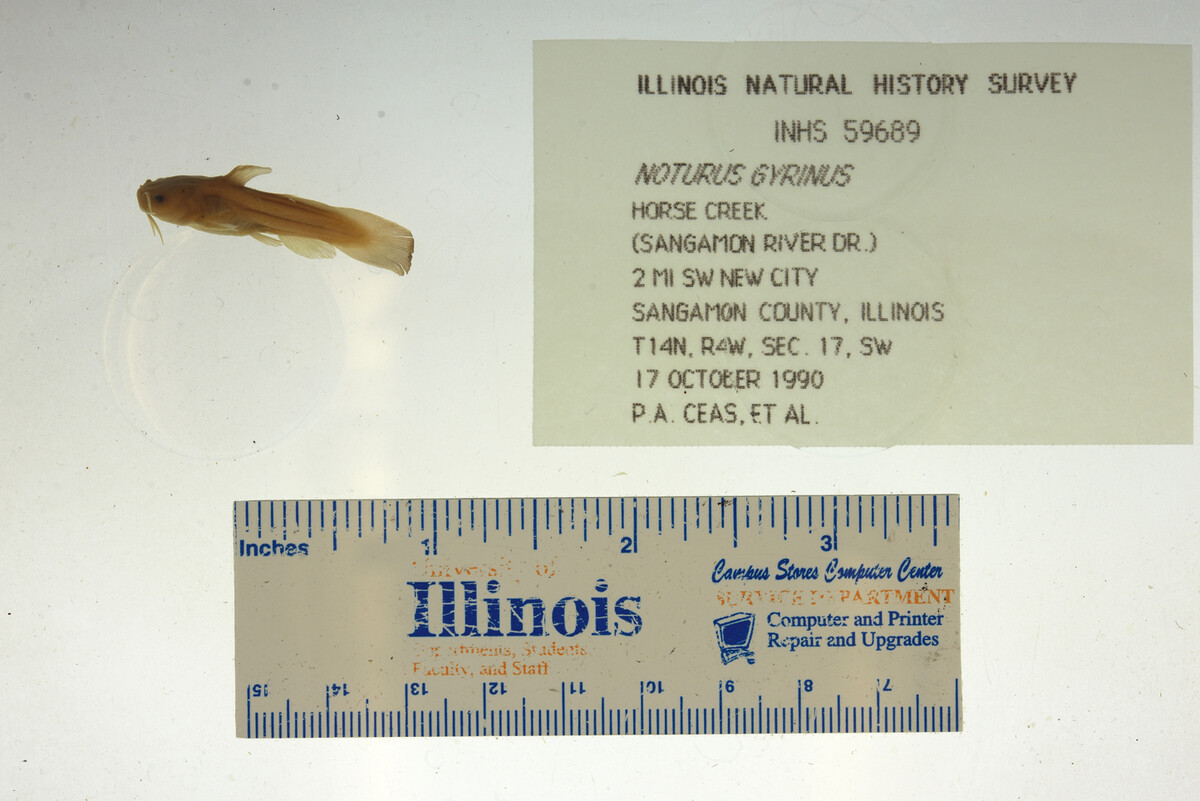 ILLINOIS NATURAL HISTORY SURVEY
INHS 59689
NOTURUS GYRINUS
HORSE CREEK
(SANGAMON RIVER DR.)
2 MI SW NEW CITY
SANGAMON COUNTY, ILLINOIS
T14N, R4W, SEC. 17, SW
17 OCTOBER 1990
P.A. CEAS, ET AL.
Inches 1 2 3
University of
Illinois
Departments, Students,
Faculty, and Staff
Campus Stores Computer Center
SERVICE DEPARTMENT
Computer and Printer
Repair and Upgrades
15 14 13 12 11 10 9 8 7